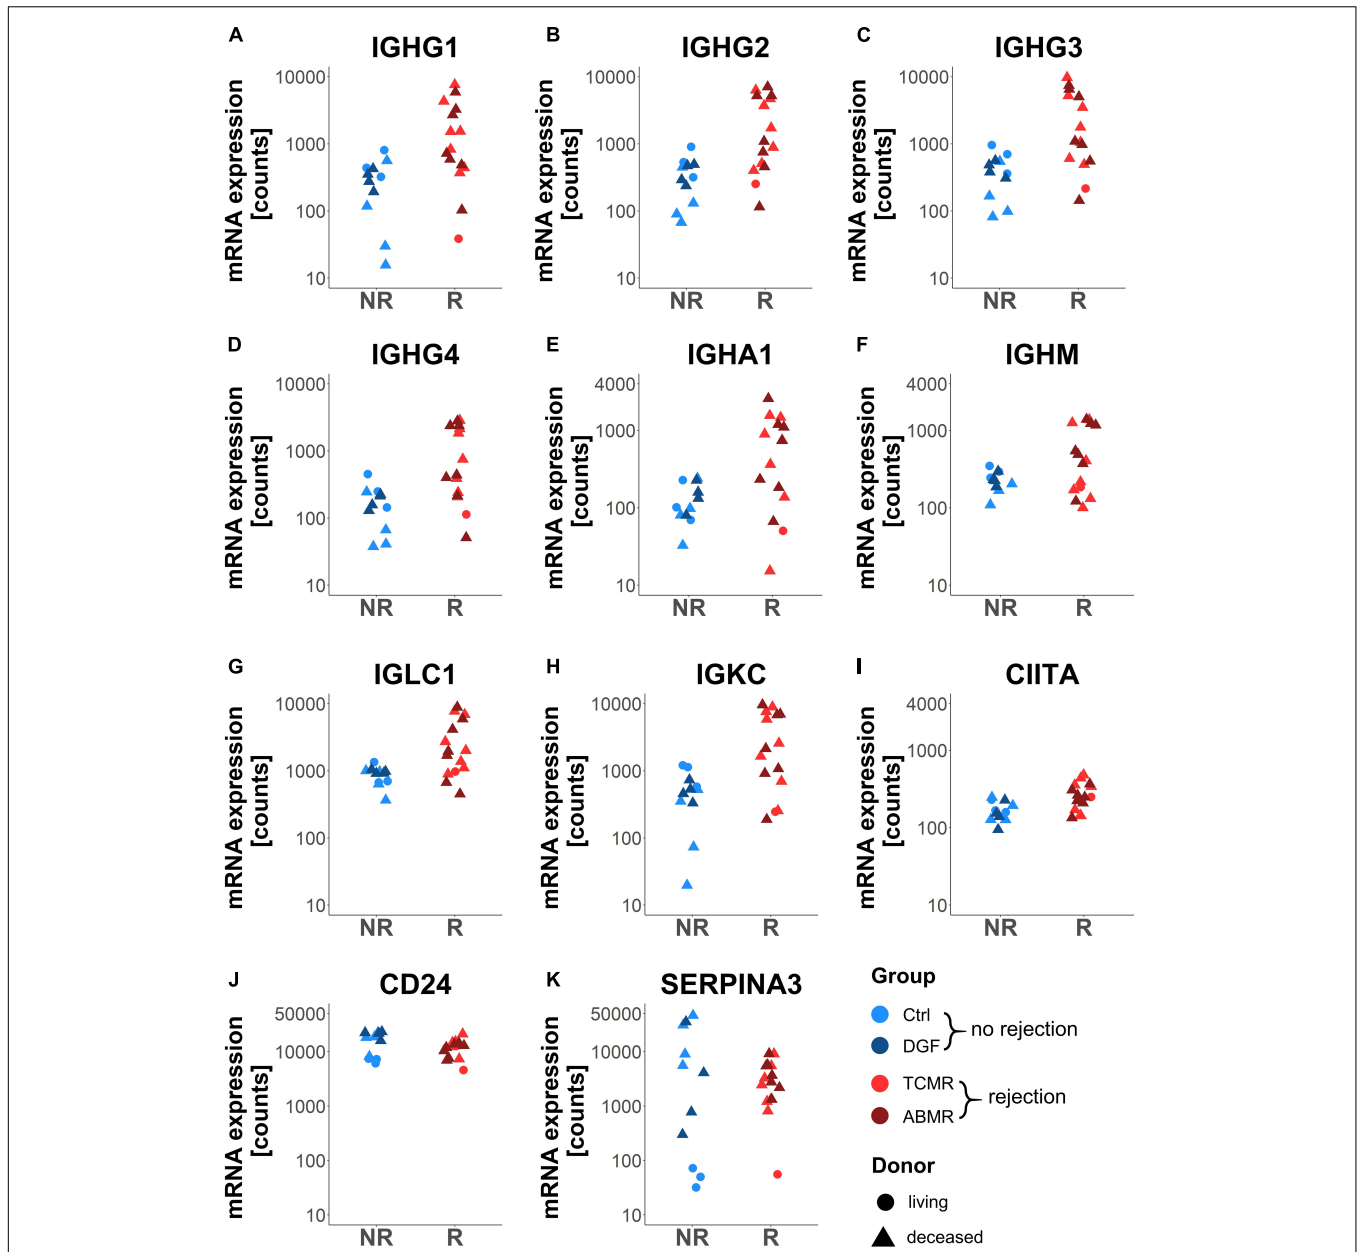 A
IGHG1
mRNA expression
[counts]
10000
1000
100
10
NR
R
B
IGHG2
mRNA expression
[counts]
10000
1000
100
10
NR
R
C
IGHG3
mRNA expression
[counts]
10000
1000
100
10
NR
R
D
IGHG4
mRNA expression
[counts]
10000
1000
100
10
NR
R
E
IGHA1
mRNA expression
[counts]
4000
1000
100
10
NR
R
F
IGHM
mRNA expression
[counts]
4000
1000
100
10
NR
R
G
IGLC1
mRNA expression
[counts]
10000
1000
100
10
NR
R
H
IGKC
mRNA expression
[counts]
10000
1000
100
10
NR
R
I
CIITA
mRNA expression
[counts]
4000
1000
100
10
NR
R
J
CD24
mRNA expression
[counts]
50000
10000
1000
100
10
NR
R
K
SERPINA3
mRNA expression
[counts]
50000
10000
1000
100
10
NR
R
Group
Ctrl
DGF
no rejection
TCMR
ABMR
rejection
Donor
living
deceased